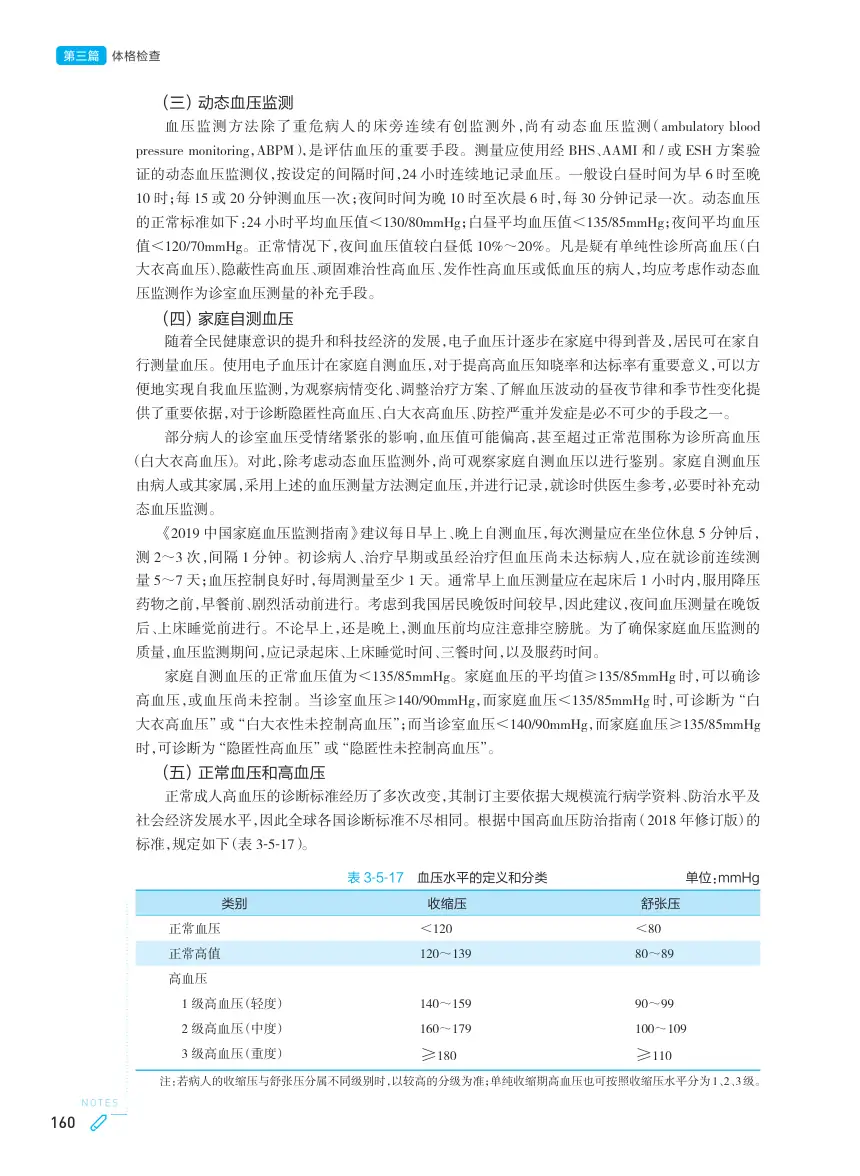 第三篇 体格检查
（三）动态血压监测
血压监测方法除了重危病人的床旁连续有创监测外，尚有动态血压监测（ambulatory blood
pressure monitoring，ABPM），是评估血压的重要手段。测量应使用经 BHS、AAMI 和 / 或 ESH 方案验
证的动态血压监测仪，按设定的间隔时间，24 小时连续地记录血压。一般设白昼时间为早 6 时至晚
10 时；每 15 或 20 分钟测血压一次；夜间时间为晚 10 时至次晨 6 时，每 30 分钟记录一次。动态血压
的正常标准如下：24 小时平均血压值＜130/80mmHg；白昼平均血压值＜135/85mmHg；夜间平均血压
值＜120/70mmHg。正常情况下，夜间血压值较白昼低 10%～20%。凡是疑有单纯性诊所高血压（白
大衣高血压）、隐蔽性高血压、顽固难治性高血压、发作性高血压或低血压的病人，均应考虑作动态血
压监测作为诊室血压测量的补充手段。
（四）家庭自测血压
随着全民健康意识的提升和科技经济的发展，电子血压计逐步在家庭中得到普及，居民可在家自
行测量血压。使用电子血压计在家庭自测血压，对于提高高血压知晓率和达标率有重要意义，可以方
便地实现自我血压监测，为观察病情变化、调整治疗方案、了解血压波动的昼夜节律和季节性变化提
供了重要依据，对于诊断隐匿性高血压、白大衣高血压、防控严重并发症是必不可少的手段之一。
部分病人的诊室血压受情绪紧张的影响，血压值可能偏高，甚至超过正常范围称为诊所高血压
（白大衣高血压）。对此，除考虑动态血压监测外，尚可观察家庭自测血压以进行鉴别。家庭自测血压
由病人或其家属，采用上述的血压测量方法测定血压，并进行记录，就诊时供医生参考，必要时补充动
态血压监测。
《2019 中国家庭血压监测指南》建议每日早上、晚上自测血压，每次测量应在坐位休息 5 分钟后，
测 2～3 次，间隔 1 分钟。初诊病人、治疗早期或虽经治疗但血压尚未达标病人，应在就诊前连续测
量 5～7 天；血压控制良好时，每周测量至少 1 天。通常早上血压测量应在起床后 1 小时内，服用降压
药物之前，早餐前、剧烈活动前进行。考虑到我国居民晚饭时间较早，因此建议，夜间血压测量在晚饭
后、上床睡觉前进行。不论早上，还是晚上，测血压前均应注意排空膀胱。为了确保家庭血压监测的
质量，血压监测期间，应记录起床、上床睡觉时间、三餐时间，以及服药时间。
家庭自测血压的正常血压值为＜135/85mmHg。家庭血压的平均值≥135/85mmHg 时，可以确诊
高血压，或血压尚未控制。当诊室血压≥140/90mmHg，而家庭血压＜135/85mmHg 时，可诊断为“白
大衣高血压”或“白大衣性未控制高血压”；而当诊室血压＜140/90mmHg，而家庭血压≥135/85mmHg
时，可诊断为“隐匿性高血压”或“隐匿性未控制高血压”。
（五）正常血压和高血压
正常成人高血压的诊断标准经历了多次改变，其制订主要依据大规模流行病学资料、防治水平及
社会经济发展水平，因此全球各国诊断标准不尽相同。根据中国高血压防治指南（2018 年修订版）的
标准，规定如下（表 3-5-17）。
表 3-5-17 血压水平的定义和分类 单位：mmHg
类别 收缩压 舒张压
正常血压 ＜120 ＜80
正常高值 120～139 80～89
高血压
1 级高血压（轻度） 140～159 90～99
2 级高血压（中度） 160～179 100～109
3 级高血压（重度） ≥180 ≥110
注：若病人的收缩压与舒张压分属不同级别时，以较高的分级为准；单纯收缩期高血压也可按照收缩压水平分为 1、2、3 级。
NOTES
160